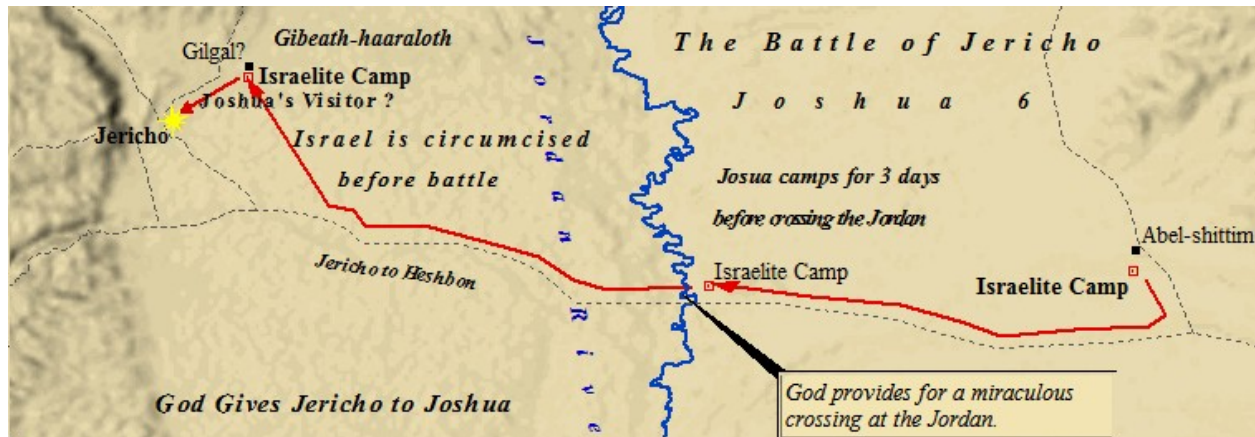 Gilgal?
Gibeath-haaraloth
Israelite Camp
Joshua's Visitor ?
Jericho
Israel is circumcised
before battle
Jericho to Heshbon
God Gives Jericho to Joshua
Jordan Rive
The Battle of Jericho
Joshua 6
Josua camps for 3 days
before crossing the Jordan
Israelite Camp
Abel-shittim
Israelite Camp
God provides for a miraculous
crossing at the Jordan.